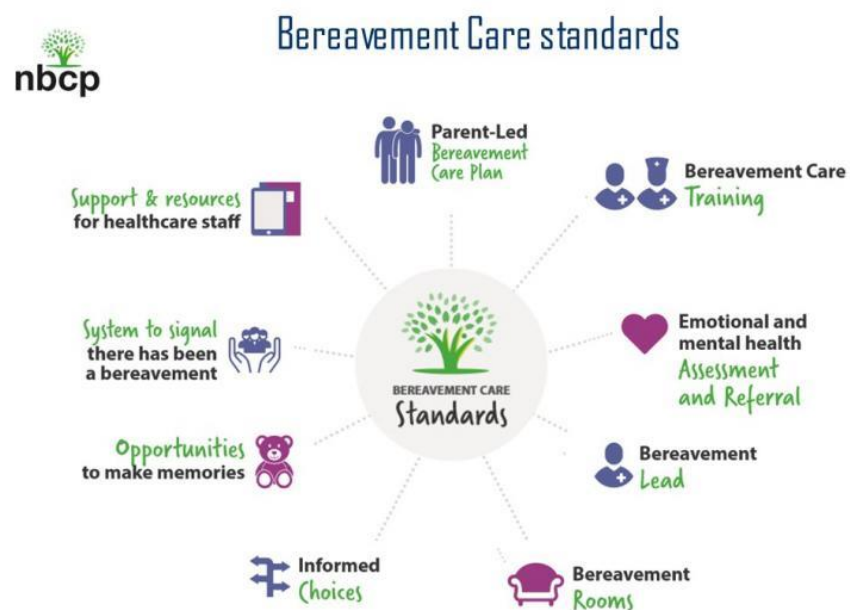 nbcp
Bereavement Care standards
Parent-Led
Bereavement
Care Plan
Bereavement Care
Training
Emotional and
mental health
Assessment
and Referral
Bereavement
Lead
Bereavement
Rooms
Informed
Choices
Opportunities
to make memories
System to signal
there has been
a bereavement
Support & resources
for healthcare staff
BEREAVEMENT CARE
Standards